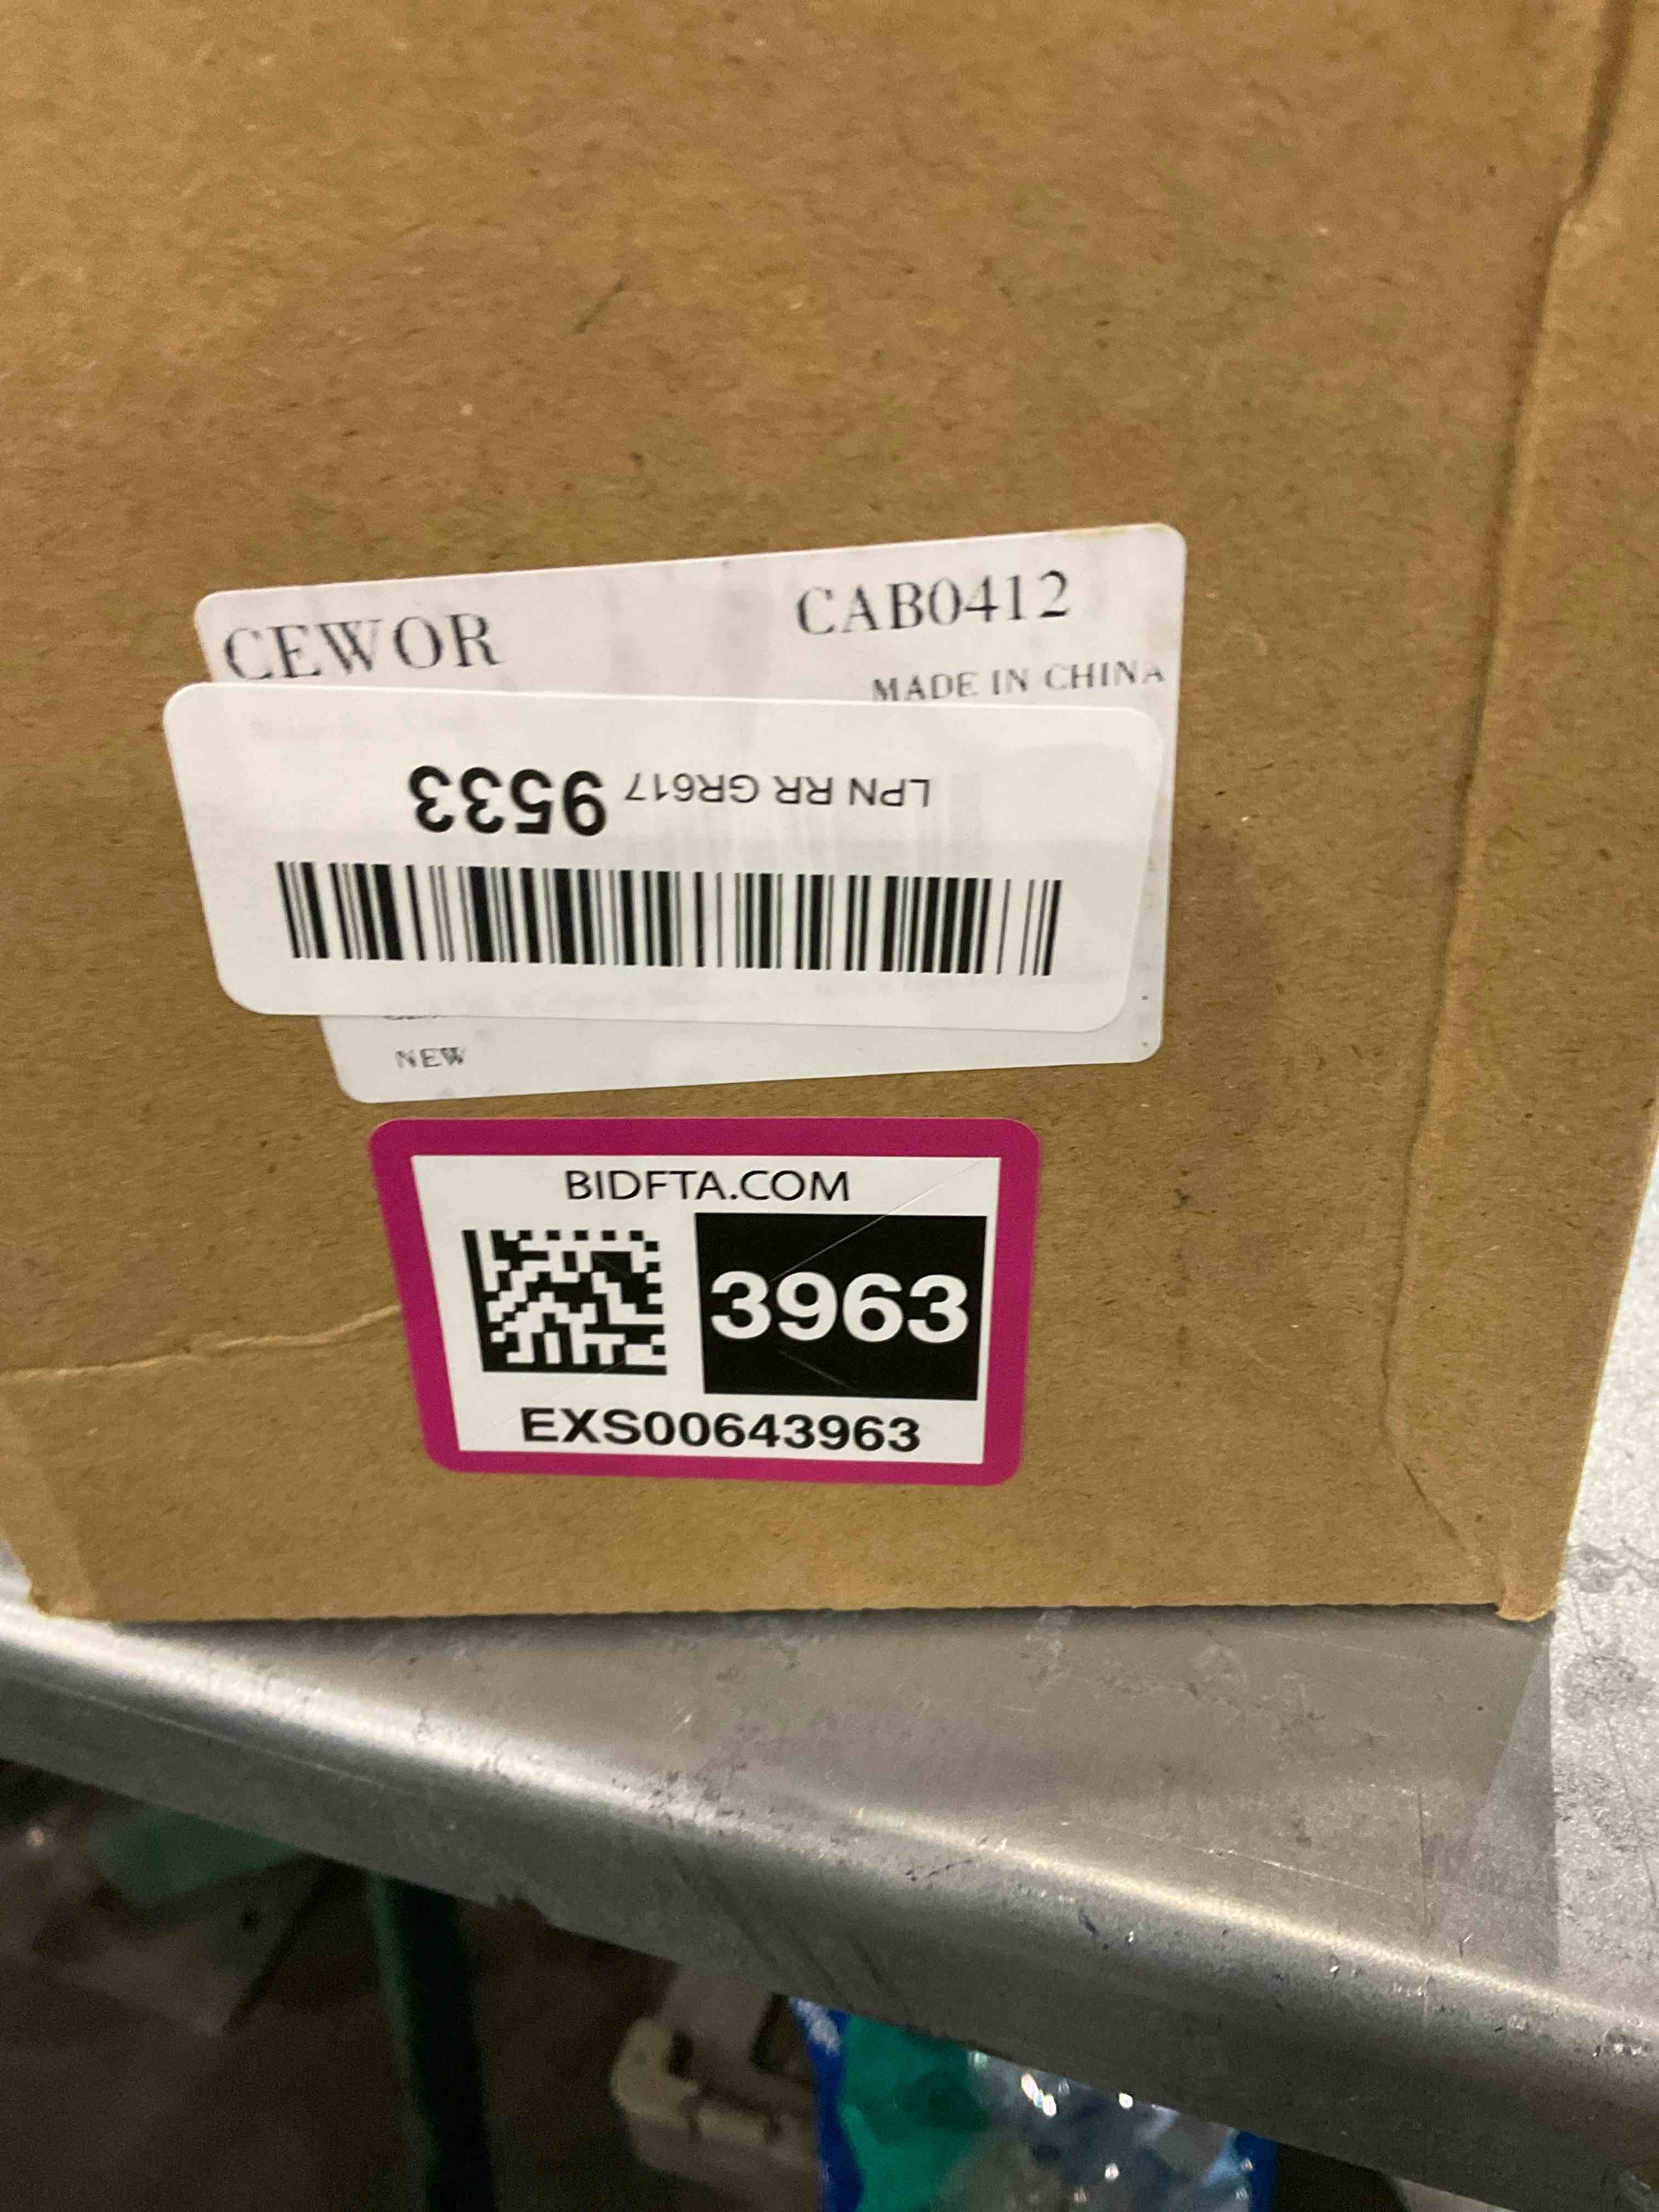 CEWOR CAB0412
MADE IN CHINA
LPN RR GR617 9533
NEW
BIDFTA.COM
3963
EXS00643963